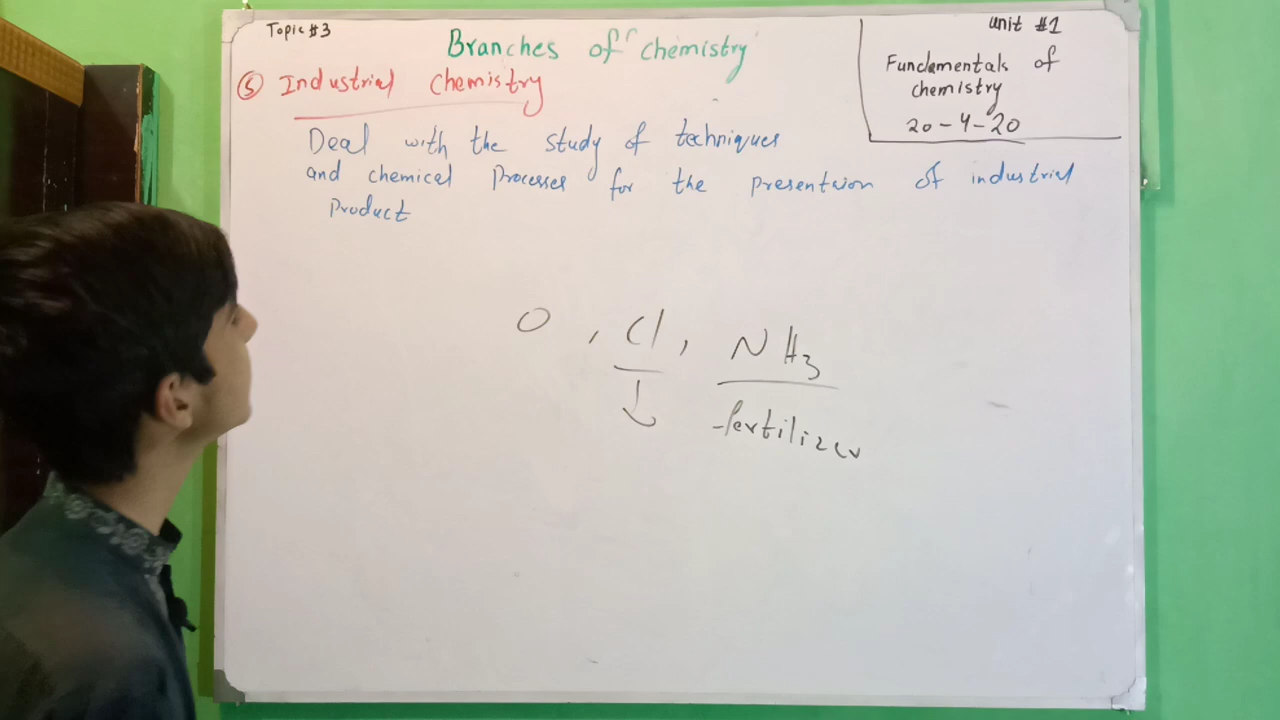 Topic #3
Branches of chemistry
unit #1
Fundamentals of
chemistry
20-4-20
⑤ Industrial chemistry
Deal with the study of techniques
and chemical Processes for the presentaion of industrial
Product
O , Cl, NH3
fertilizer